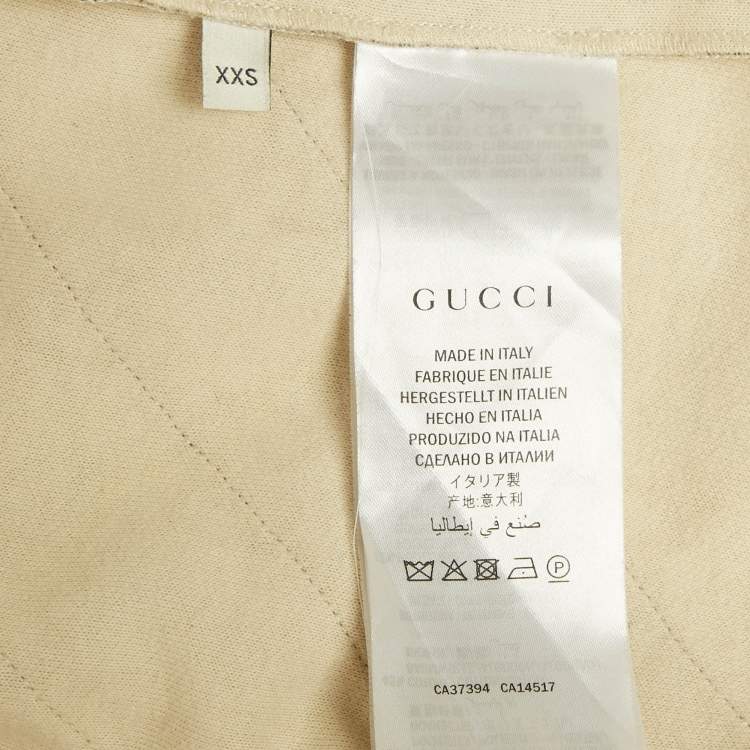 XXS
GUCCI
MADE IN ITALY
FABRIQUE EN ITALIE
HERGESTELLT IN ITALIEN
HECHO EN ITALIA
PRODUZIDO NA ITALIA
СДЕЛАНО В ИТАЛИИ
イタリア製
产地:意大利
صُنع في إيطاليا
P
CA37394 CA14517